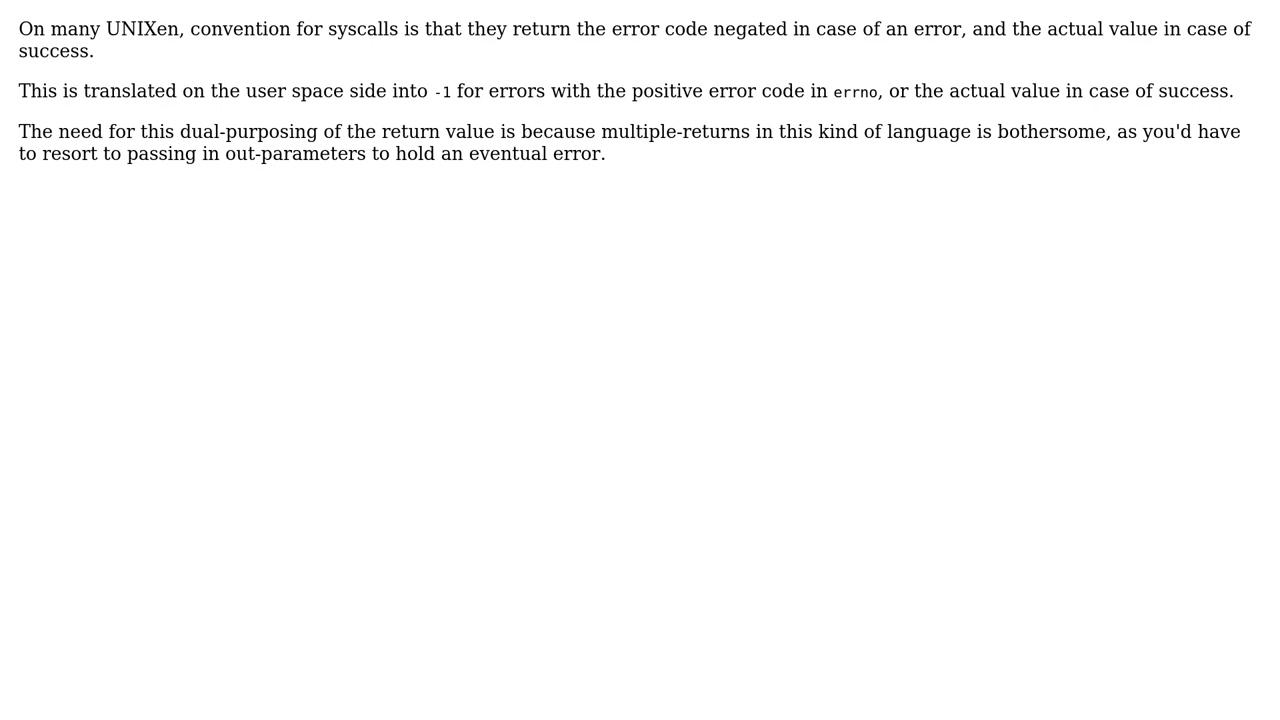 On many UNIXen, convention for syscalls is that they return the error code negated in case of an error, and the actual value in case of
success.
This is translated on the user space side into -1 for errors with the positive error code in errno, or the actual value in case of success.
The need for this dual-purposing of the return value is because multiple-returns in this kind of language is bothersome, as you'd have
to resort to passing in out-parameters to hold an eventual error.